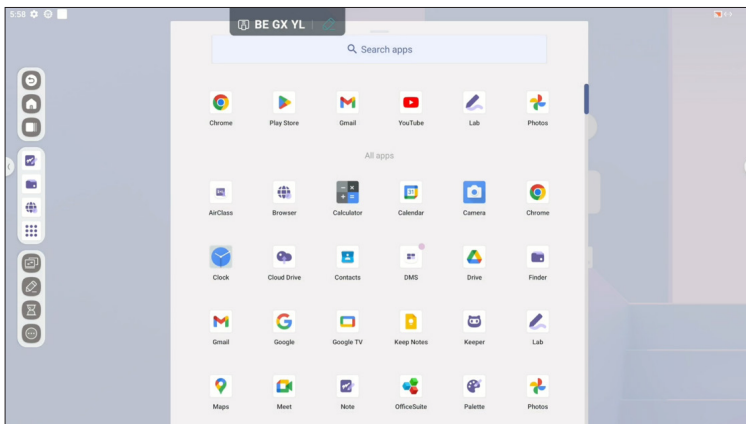 5:58
BE GX YL
Search apps
Chrome Play Store Gmail YouTube Lab Photos
All apps
AirClass Browser Calculator Calendar Camera Chrome
31
Clock Cloud Drive Contacts DMS Drive Finder
Gmail Google Google TV Keep Notes Keeper Lab
Maps Meet Note OfficeSuite Palette Photos